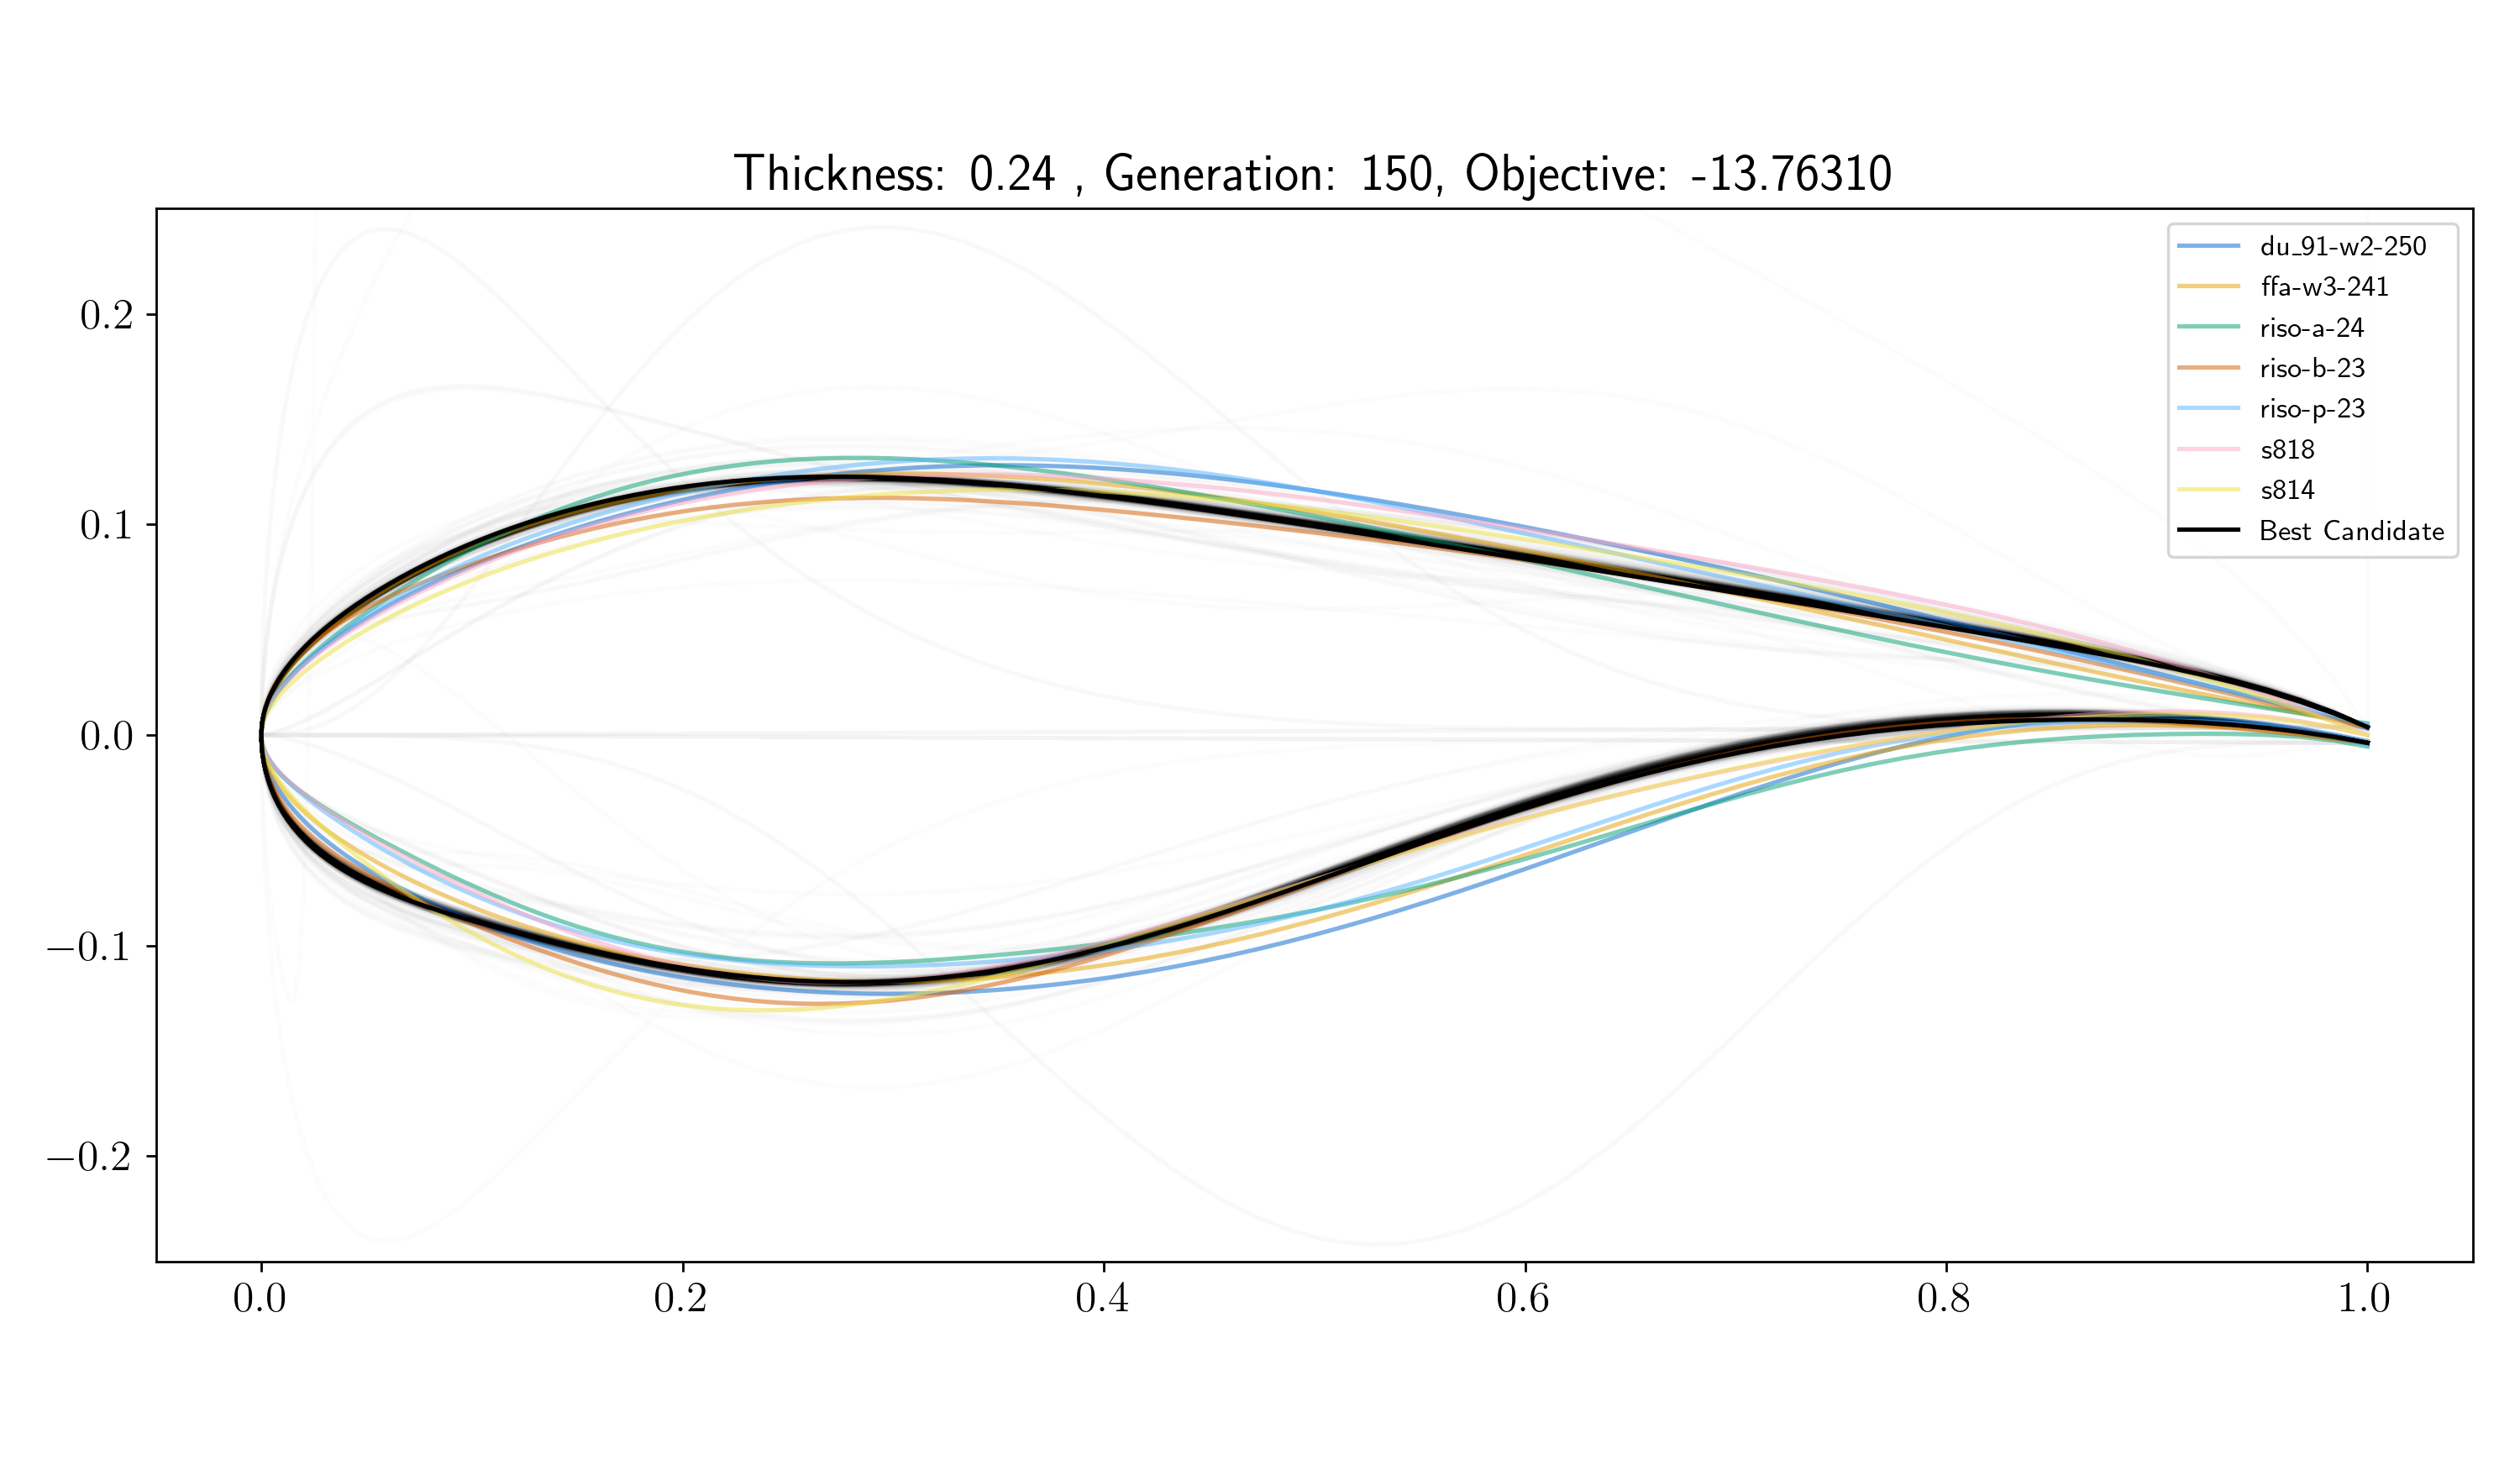 Thickness: 0.24 , Generation: 150, Objective: -13.76310
du_91-w2-250
ffa-w3-241
riso-a-24
riso-b-23
riso-p-23
s818
s814
Best Candidate
0.2
0.1
0.0
−0.1
−0.2
0.0 0.2 0.4 0.6 0.8 1.0